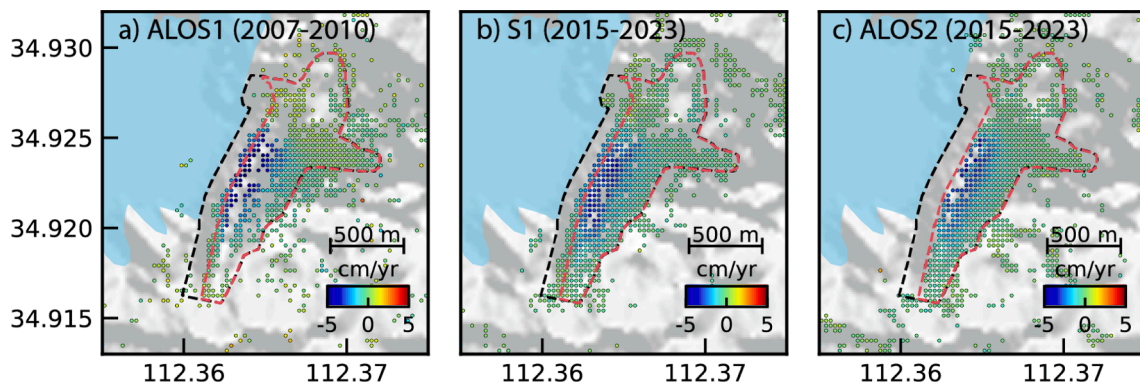 a) ALOS1 (2007-2010)
b) S1 (2015-2023)
c) ALOS2 (2015-2023)
34.930
34.925
34.920
34.915
500 m
cm/yr
-5 0 5
500 m
cm/yr
-5 0 5
500 m
cm/yr
-5 0 5
112.36 112.37
112.36 112.37
112.36 112.37